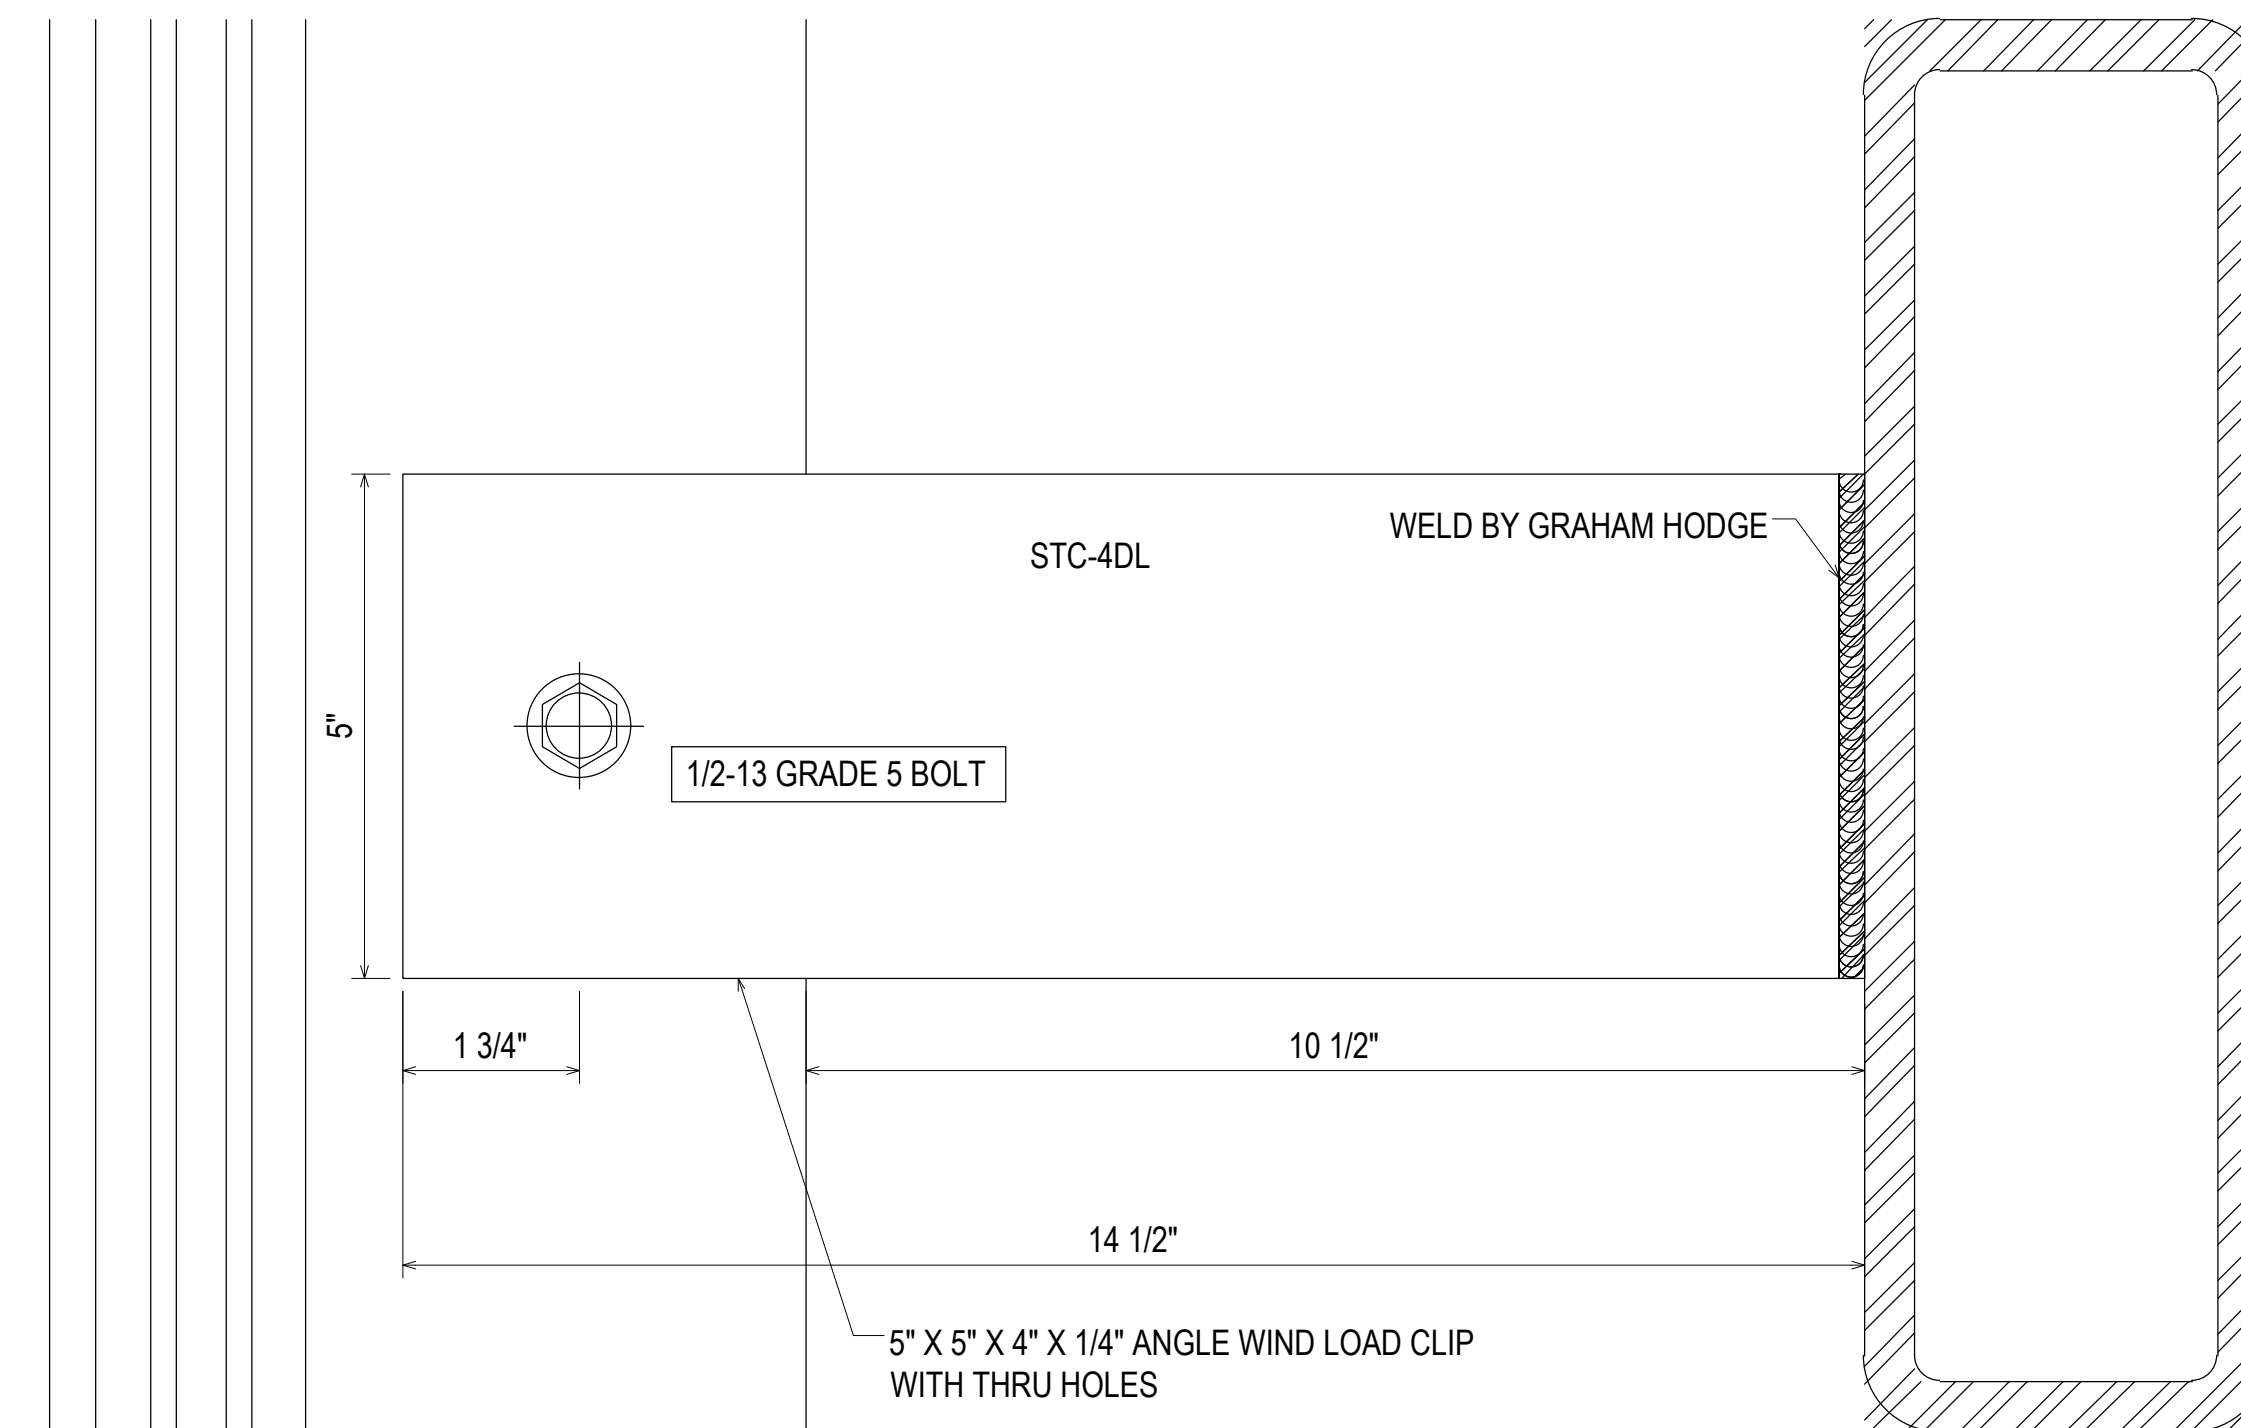 WELD BY GRAHAM HODGE
STC-4DL
5"
1/2-13 GRADE 5 BOLT
1 3/4"
10 1/2"
14 1/2"
5" X 5" X 4" X 1/4" ANGLE WIND LOAD CLIP
WITH THRU HOLES